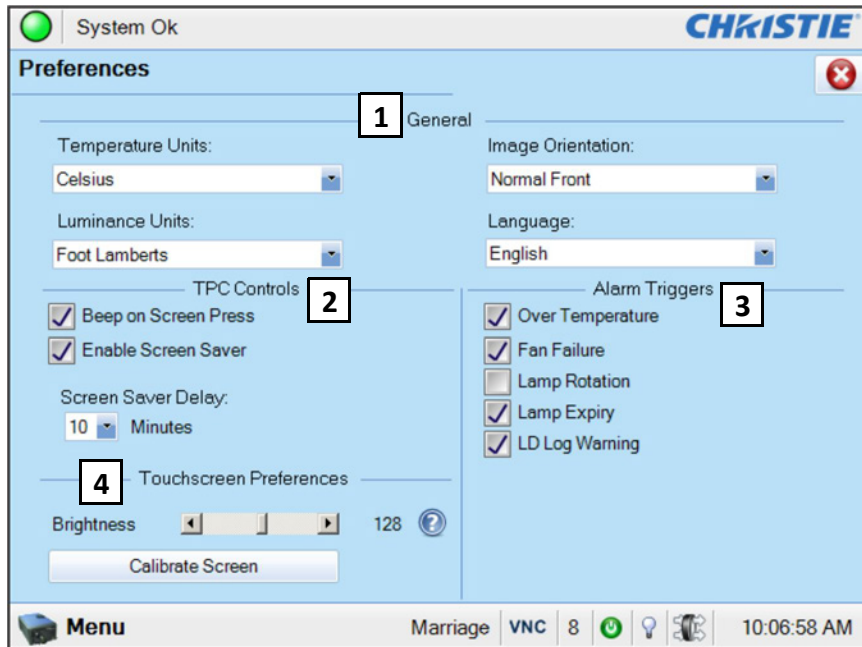 System Ok
CHRISTIE
Preferences
1 General
Temperature Units:
Celsius
Luminance Units:
Foot Lamberts
Image Orientation:
Normal Front
Language:
English
TPC Controls 2
Beep on Screen Press
Enable Screen Saver
Screen Saver Delay:
10 Minutes
Alarm Triggers 3
Over Temperature
Fan Failure
Lamp Rotation
Lamp Expiry
LD Log Warning
4 Touchscreen Preferences
Brightness 128 ?
Calibrate Screen
Menu
Marriage VNC 8 10:06:58 AM